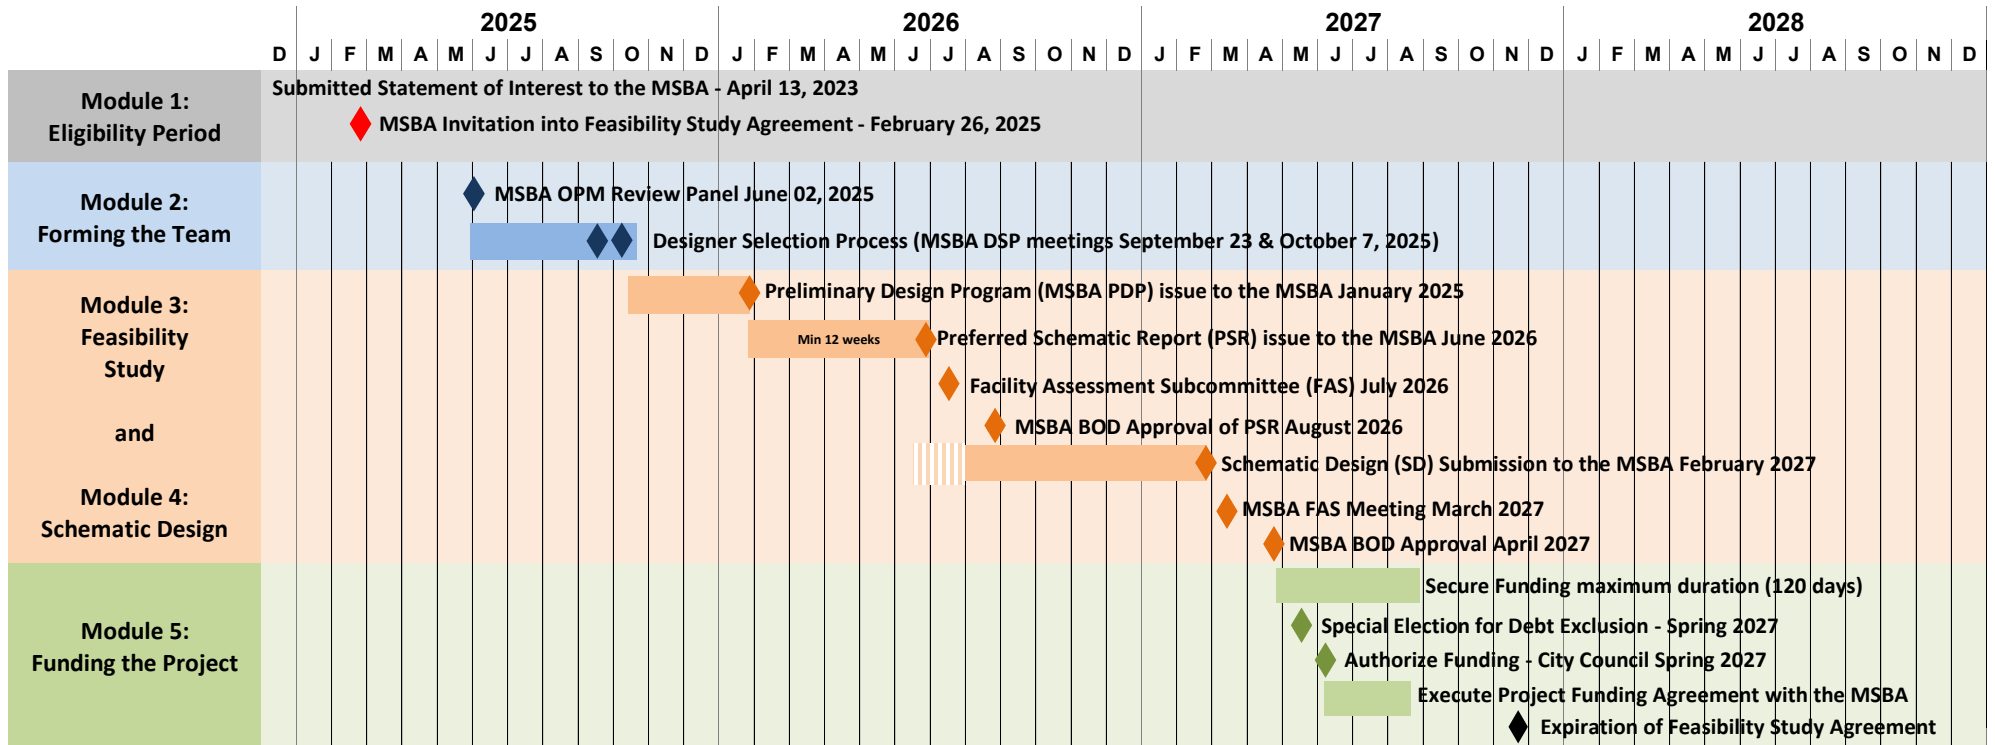 2025 2026 2027 2028
D J F M A M J J A S O N D J F M A M J J A S O N D J F M A M J J A S O N D J F M A M J J A S O N D
Module 1:
Eligibility Period
Submitted Statement of Interest to the MSBA - April 13, 2023
MSBA Invitation into Feasibility Study Agreement - February 26, 2025
Module 2:
Forming the Team
MSBA OPM Review Panel June 02, 2025
Designer Selection Process (MSBA DSP meetings September 23 & October 7, 2025)
Module 3:
Feasibility
Study
and
Module 4:
Schematic Design
Preliminary Design Program (MSBA PDP) issue to the MSBA January 2025
Min 12 weeks
Preferred Schematic Report (PSR) issue to the MSBA June 2026
Facility Assessment Subcommittee (FAS) July 2026
MSBA BOD Approval of PSR August 2026
Schematic Design (SD) Submission to the MSBA February 2027
MSBA FAS Meeting March 2027
MSBA BOD Approval April 2027
Module 5:
Funding the Project
Secure Funding maximum duration (120 days)
Special Election for Debt Exclusion - Spring 2027
Authorize Funding - City Council Spring 2027
Execute Project Funding Agreement with the MSBA
Expiration of Feasibility Study Agreement